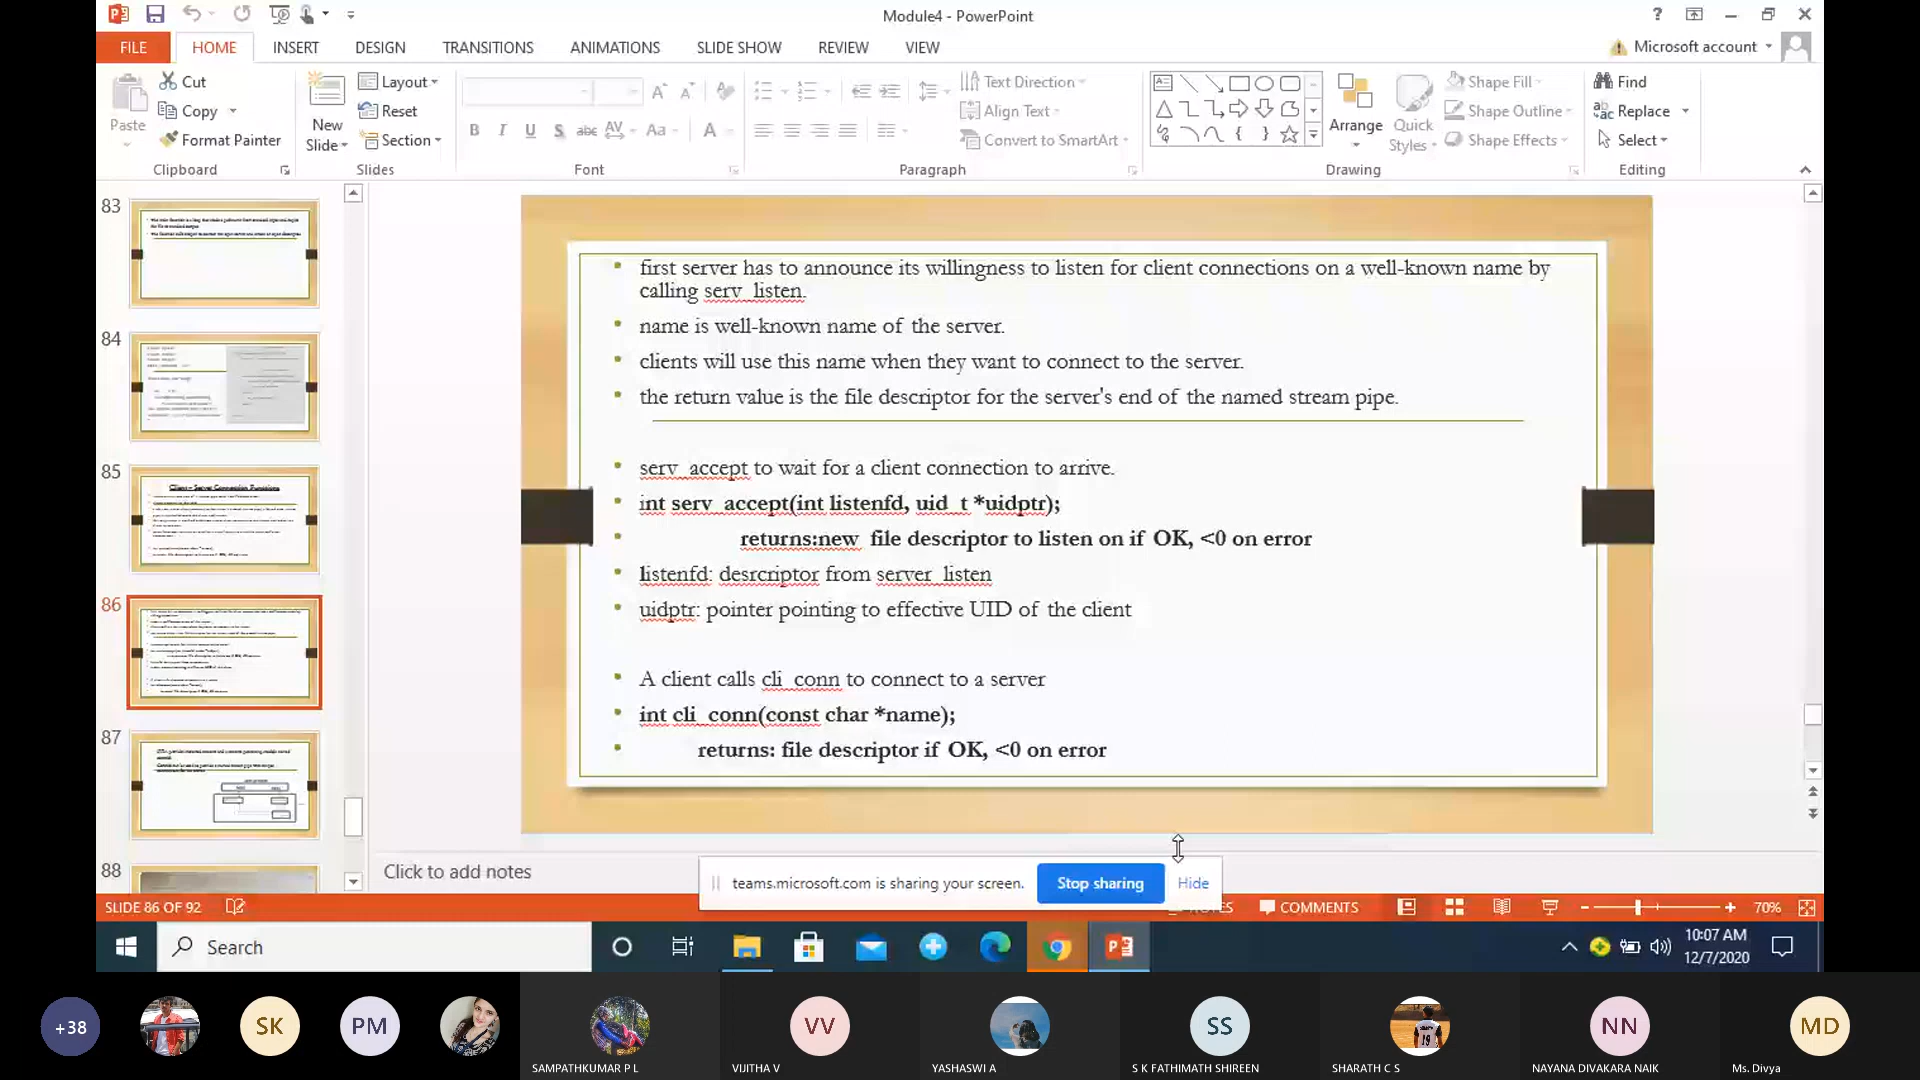 Module4 - PowerPoint
?
FILE HOME INSERT DESIGN TRANSITIONS ANIMATIONS SLIDE SHOW REVIEW VIEW Microsoft account
Paste
Cut
Copy
Format Painter
Clipboard
New
Slide
Layout
Reset
Section
Slides
B I U S abc AV Aa A
Font
Text Direction
Align Text
Convert to SmartArt
Paragraph
Arrange
Quick
Styles
Shape Fill
Shape Outline
Shape Effects
Drawing
Find
Replace
Select
Editing
83
84
85
Client – Server Connection Functions
86
87
88
first server has to announce its willingness to listen for client connections on a well-known name by
calling serv_listen.
name is well-known name of the server.
clients will use this name when they want to connect to the server.
the return value is the file descriptor for the server's end of the named stream pipe.
serv_accept to wait for a client connection to arrive.
int serv_accept(int listenfd, uid_t *uidptr);
returns:new file descriptor to listen on if OK, <0 on error
listenfd: desrcriptor from server_listen
uidptr: pointer pointing to effective UID of the client
A client calls cli_conn to connect to a server
int cli_conn(const char *name);
returns: file descriptor if OK, <0 on error
Click to add notes
teams.microsoft.com is sharing your screen. Stop sharing Hide
SLIDE 86 OF 92 NOTES COMMENTS 70%
Search
10:07 AM
12/7/2020
+38 SK PM VV SS NN MD
19
SAMPATHKUMAR P L VIJITHA V YASHASWI A S K FATHIMATH SHIREEN SHARATH C S NAYANA DIVAKARA NAIK Ms. Divya